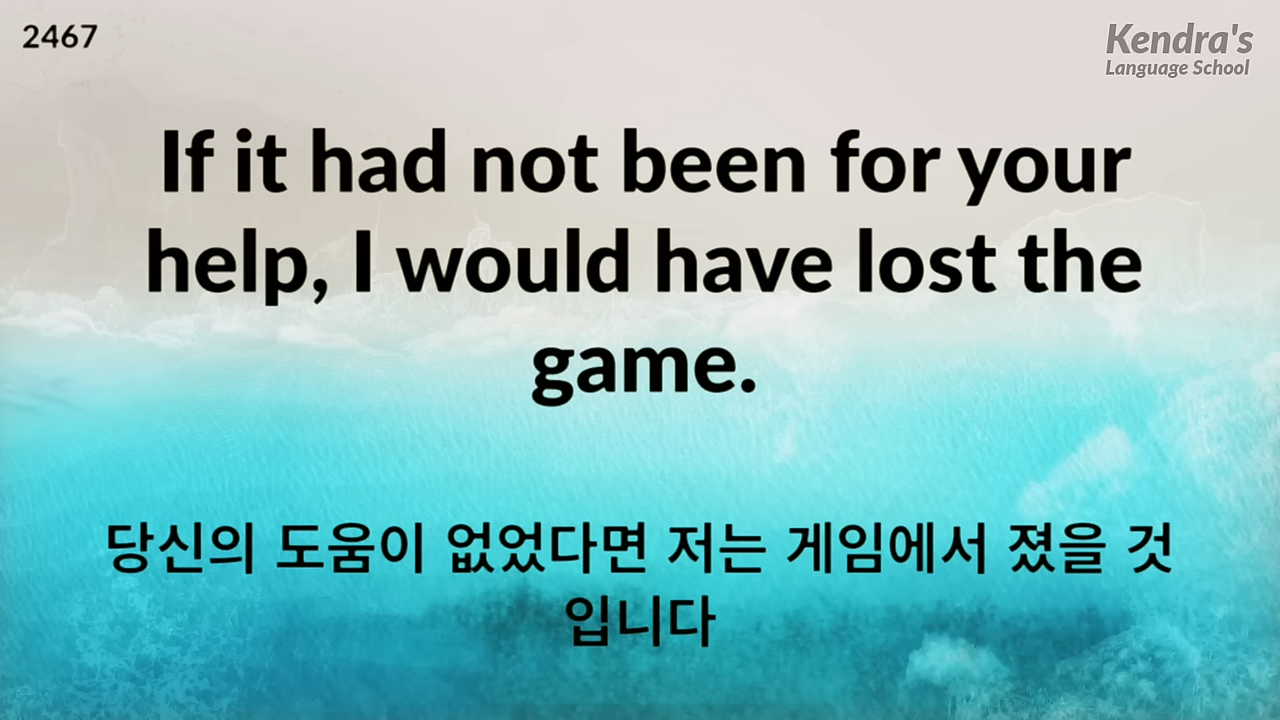 2467
Kendra's
Language School
If it had not been for your
help, I would have lost the
game.
당신의 도움이 없었다면 저는 게임에서 졌을 것
입니다